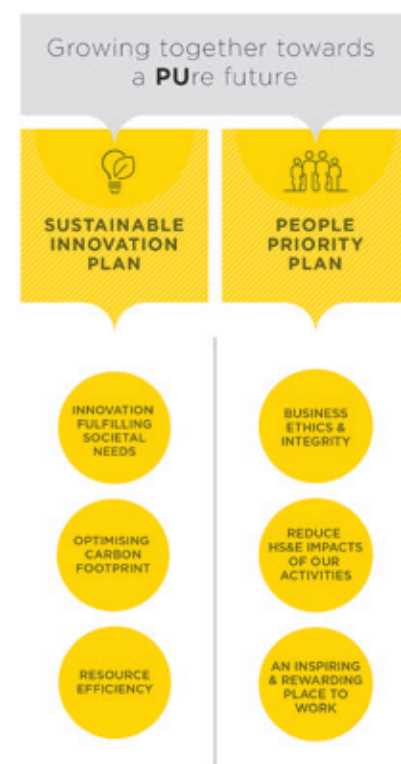 Growing together towards
a PUre future
SUSTAINABLE
INNOVATION
PLAN
PEOPLE
PRIORITY
PLAN
INNOVATION
FULFILLING
SOCIETAL
NEEDS
OPTIMISING
CARBON
FOOTPRINT
RESOURCE
EFFICIENCY
BUSINESS
ETHICS &
INTEGRITY
REDUCE
HS&E IMPACTS
OF OUR
ACTIVITIES
AN INSPIRING
& REWARDING
PLACE TO
WORK